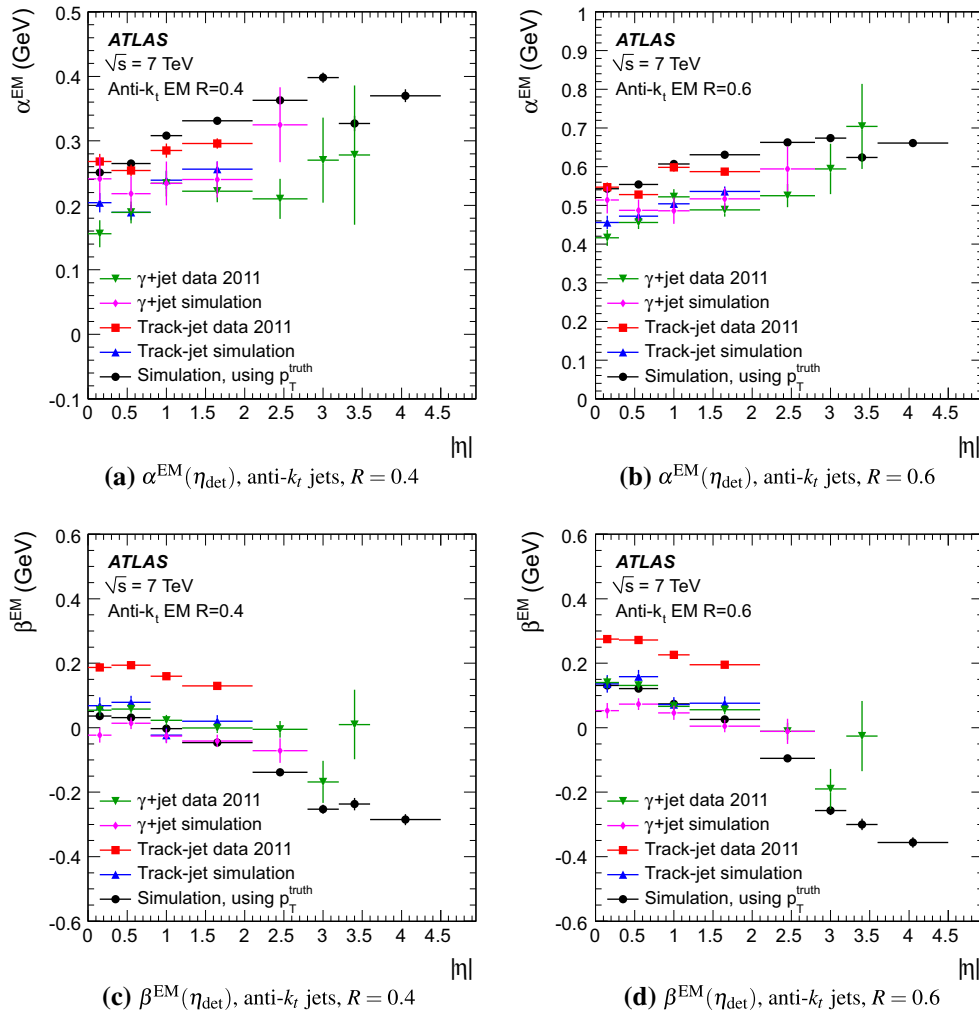 α^EM (GeV)
0.5
0.4
0.3
0.2
0.1
0
-0.1
ATLAS
√s = 7 TeV
Anti-k_t EM R=0.4
γ+jet data 2011
γ+jet simulation
Track-jet data 2011
Track-jet simulation
Simulation, using p_T^truth
0 0.5 1 1.5 2 2.5 3 3.5 4 4.5
|η|
(a) α^EM(η_det), anti-k_t jets, R = 0.4
α^EM (GeV)
1
0.9
0.8
0.7
0.6
0.5
0.4
0.3
0.2
0.1
0
ATLAS
√s = 7 TeV
Anti-k_t EM R=0.6
γ+jet data 2011
γ+jet simulation
Track-jet data 2011
Track-jet simulation
Simulation, using p_T^truth
0 0.5 1 1.5 2 2.5 3 3.5 4 4.5
|η|
(b) α^EM(η_det), anti-k_t jets, R = 0.6
β^EM (GeV)
0.6
0.4
0.2
0
-0.2
-0.4
-0.6
ATLAS
√s = 7 TeV
Anti-k_t EM R=0.4
γ+jet data 2011
γ+jet simulation
Track-jet data 2011
Track-jet simulation
Simulation, using p_T^truth
0 0.5 1 1.5 2 2.5 3 3.5 4 4.5
|η|
(c) β^EM(η_det), anti-k_t jets, R = 0.4
β^EM (GeV)
0.6
0.4
0.2
0
-0.2
-0.4
-0.6
ATLAS
√s = 7 TeV
Anti-k_t EM R=0.6
γ+jet data 2011
γ+jet simulation
Track-jet data 2011
Track-jet simulation
Simulation, using p_T^truth
0 0.5 1 1.5 2 2.5 3 3.5 4 4.5
|η|
(d) β^EM(η_det), anti-k_t jets, R = 0.6